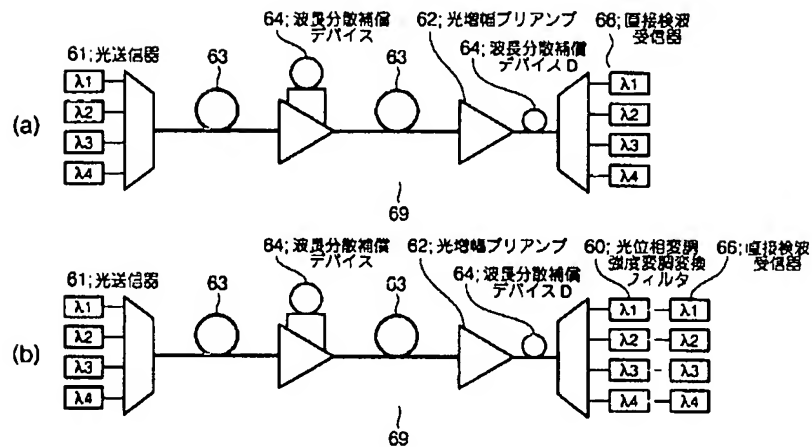 64;波長分散補償
デバイス
62;光増幅プリアンプ
66;直接検波
受信器
61;光送信器
63
63
64;波長分散補償
デバイスD
(a)
λ1
λ2
λ3
λ4
λ1
λ2
λ3
λ4
69
64;波長分散補償
デバイス
62;光増幅プリアンプ
60;光位相変調
強度変調変換
フィルタ
66;直接検波
受信器
61;光送信器
63
63
64;波長分散補償
デバイスD
(b)
λ1
λ2
λ3
λ4
λ1
λ1
λ2
λ2
λ3
λ3
λ4
λ4
69